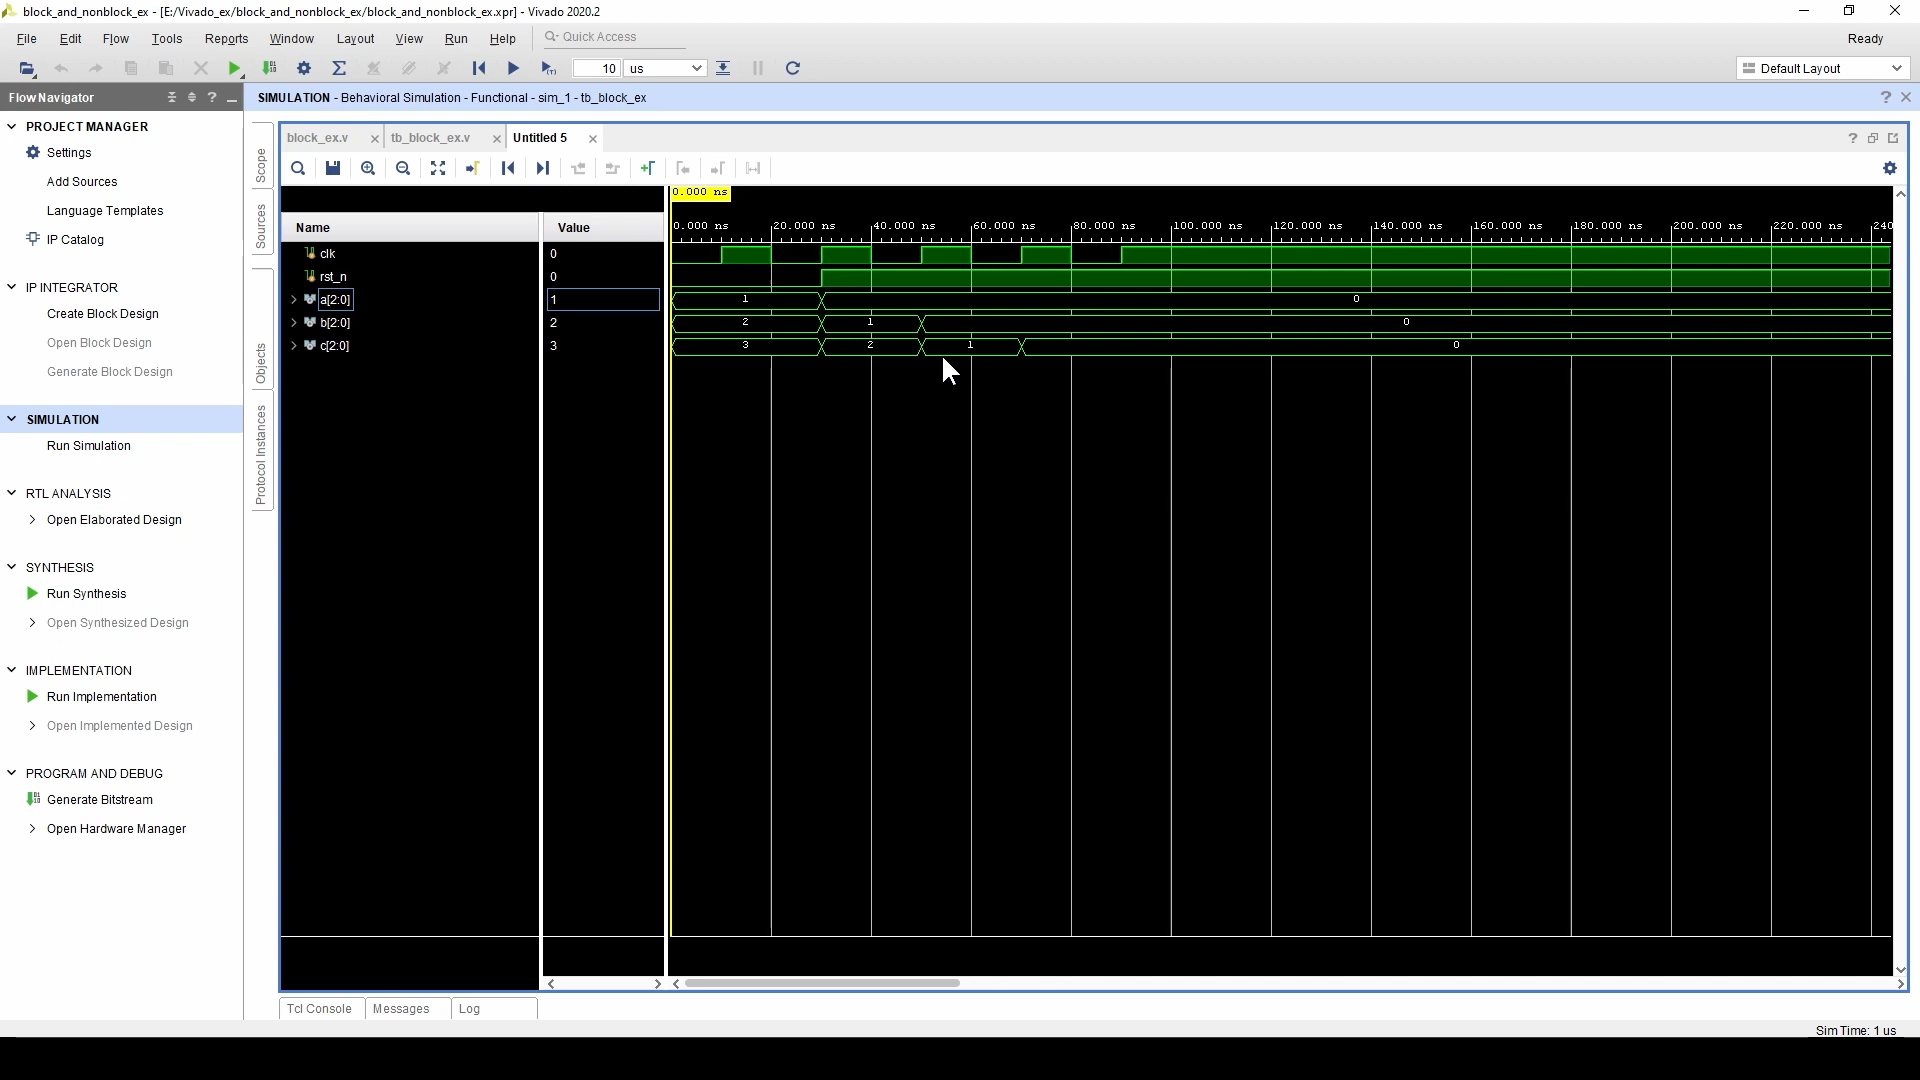 block_and_nonblock_ex - [E:/Vivado_ex/block_and_nonblock_ex/block_and_nonblock_ex.xpr] - Vivado 2020.2
File Edit Flow Tools Reports Window Layout View Run Help Quick Access Ready
10 us Default Layout
Flow Navigator
SIMULATION - Behavioral Simulation - Functional - sim_1 - tb_block_ex
PROJECT MANAGER
Settings
Add Sources
Language Templates
IP Catalog
IP INTEGRATOR
Create Block Design
Open Block Design
Generate Block Design
SIMULATION
Run Simulation
RTL ANALYSIS
Open Elaborated Design
SYNTHESIS
Run Synthesis
Open Synthesized Design
IMPLEMENTATION
Run Implementation
Open Implemented Design
PROGRAM AND DEBUG
Generate Bitstream
Open Hardware Manager
Scope
Sources
Objects
Protocol Instances
block_ex.v tb_block_ex.v Untitled 5
0.000 ns
Name Value
0.000 ns 20.000 ns 40.000 ns 60.000 ns 80.000 ns 100.000 ns 120.000 ns 140.000 ns 160.000 ns 180.000 ns 200.000 ns 220.000 ns 240
clk 0
rst_n 0
a[2:0] 1 1 0
b[2:0] 2 2 1 0
c[2:0] 3 3 2 1 0
Tcl Console Messages Log
Sim Time: 1 us